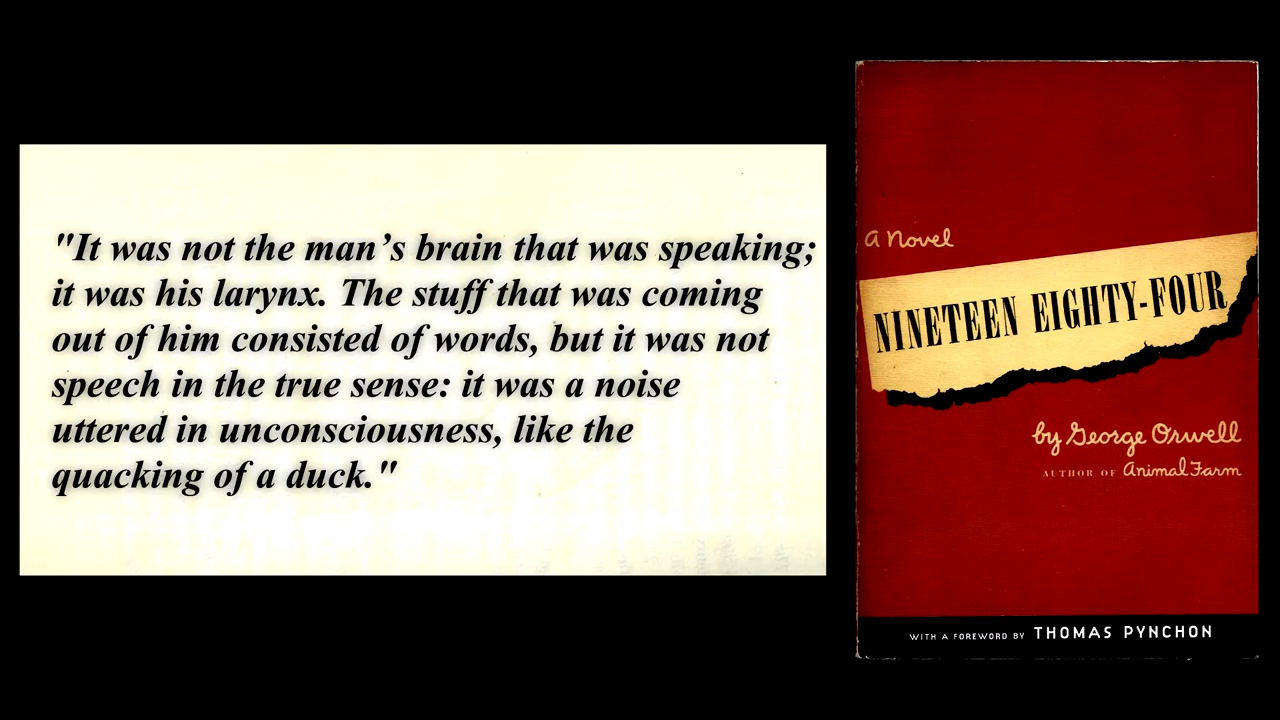 "It was not the man’s brain that was speaking;
it was his larynx. The stuff that was coming
out of him consisted of words, but it was not
speech in the true sense: it was a noise
uttered in unconsciousness, like the
quacking of a duck."
a Novel
NINETEEN EIGHTY-FOUR
by George Orwell
AUTHOR OF Animal Farm
WITH A FOREWORD BY THOMAS PYNCHON